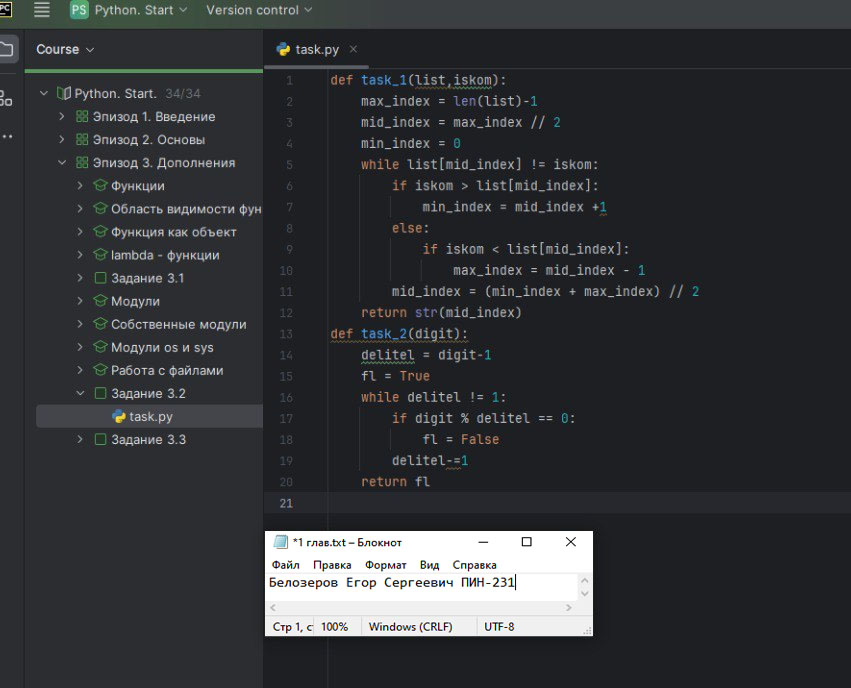 PC PS Python. Start Version control
Course
task.py
Python. Start. 34/34
Эпизод 1. Введение
Эпизод 2. Основы
Эпизод 3. Дополнения
Функции
Область видимости фун
Функция как объект
lambda - функции
Задание 3.1
Модули
Собственные модули
Модули os и sys
Работа с файлами
Задание 3.2
task.py
Задание 3.3
1 def task_1(list,iskom):
2 max_index = len(list)-1
3 mid_index = max_index // 2
4 min_index = 0
5 while list[mid_index] != iskom:
6 if iskom > list[mid_index]:
7 min_index = mid_index +1
8 else:
9 if iskom < list[mid_index]:
10 max_index = mid_index - 1
11 mid_index = (min_index + max_index) // 2
12 return str(mid_index)
13 def task_2(digit):
14 delitel = digit-1
15 fl = True
16 while delitel != 1:
17 if digit % delitel == 0:
18 fl = False
19 delitel-=1
20 return fl
21
*1 глав.txt – Блокнот
Файл Правка Формат Вид Справка
Белозеров Егор Сергеевич ПИН-231
Стр 1, ст 100% Windows (CRLF) UTF-8